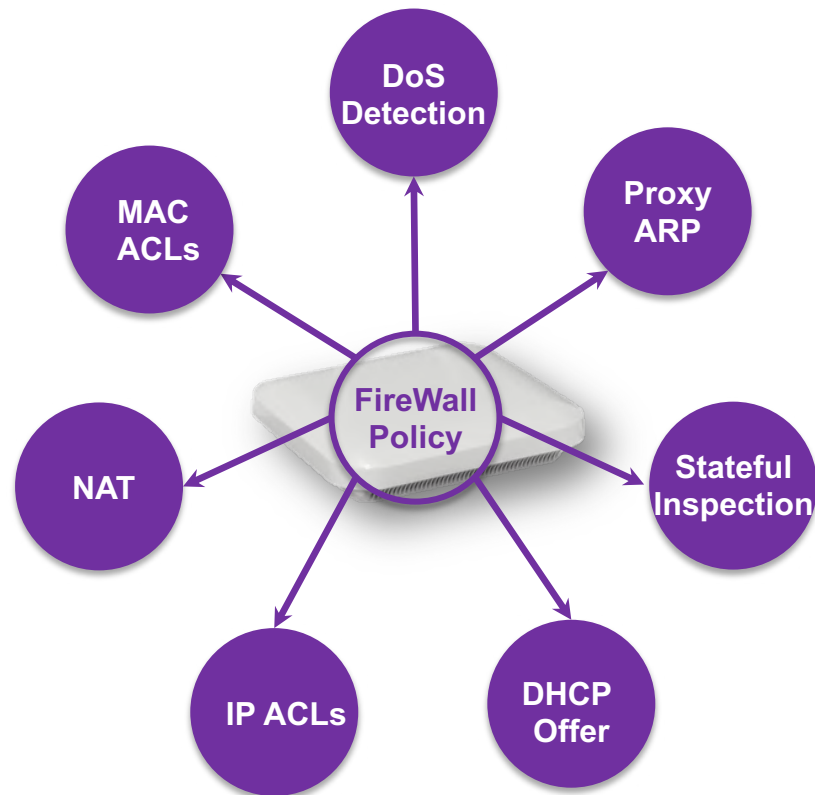 DoS
Detection
Proxy
ARP
MAC
ACLs
FireWall
Policy
Stateful
Inspection
NAT
IP ACLs
DHCP
Offer